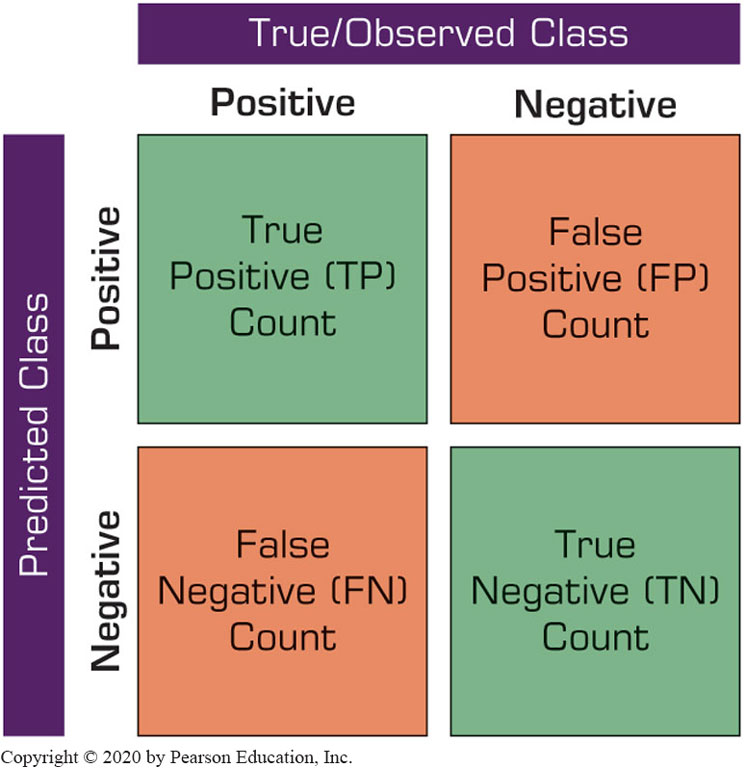 True/Observed Class
Positive
Negative
Predicted Class
Positive
True
Positive (TP)
Count
False
Positive (FP)
Count
Negative
False
Negative (FN)
Count
True
Negative (TN)
Count
Copyright © 2020 by Pearson Education, Inc.